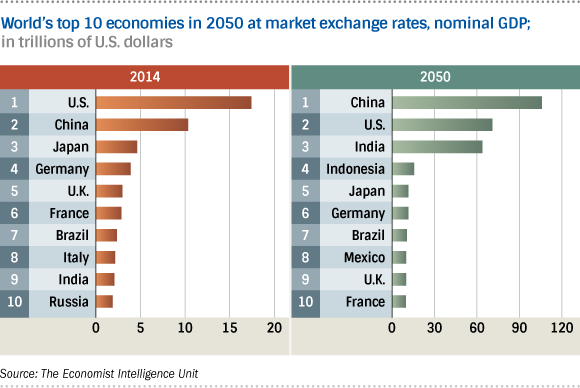 World's top 10 economies in 2050 at market exchange rates, nominal GDP;
in trillions of U.S. dollars
2014
1 U.S.
2 China
3 Japan
4 Germany
5 U.K.
6 France
7 Brazil
8 Italy
9 India
10 Russia
0 5 10 15 20
2050
1 China
2 U.S.
3 India
4 Indonesia
5 Japan
6 Germany
7 Brazil
8 Mexico
9 U.K.
10 France
0 30 60 90 120
Source: The Economist Intelligence Unit